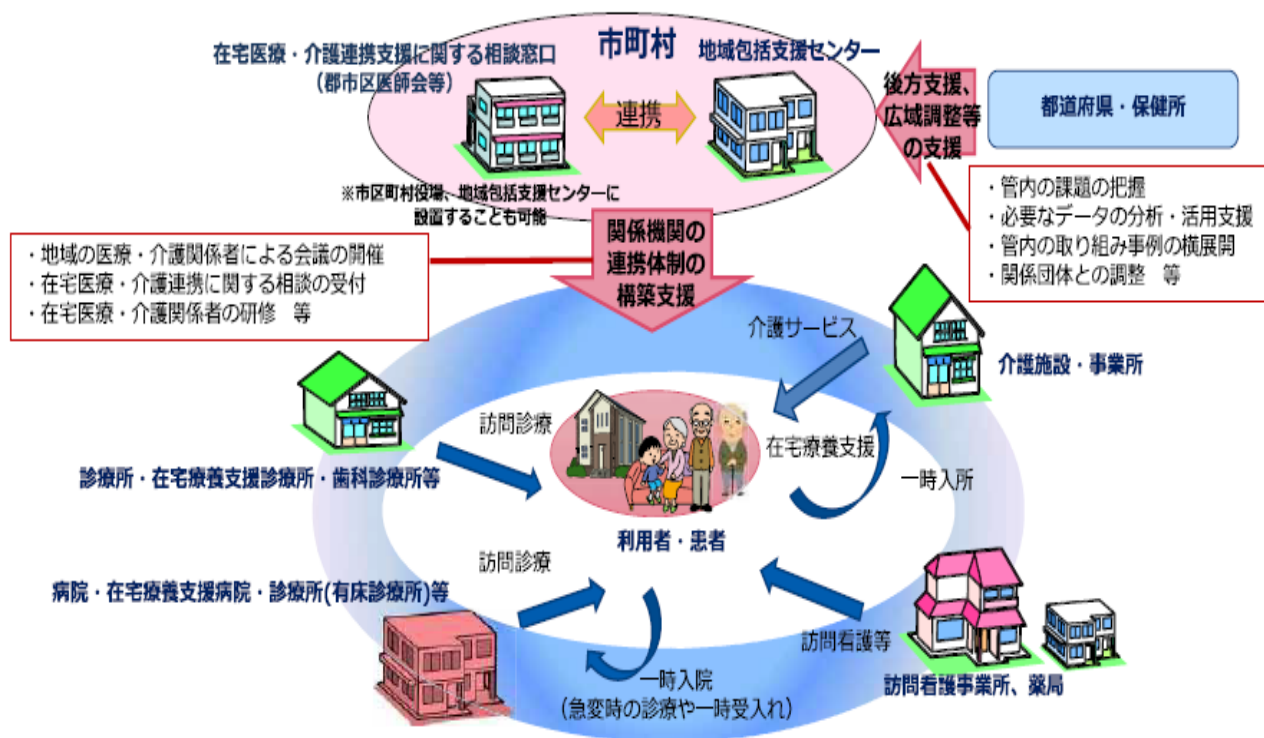 市町村
在宅医療・介護連携支援に関する相談窓口
(郡市区医師会等)
地域包括支援センター
連携
※市区町村役場、地域包括支援センターに
設置することも可能
後方支援、
広域調整等
の支援
都道府県・保健所
・管内の課題の把握
・必要なデータの分析・活用支援
・管内の取り組み事例の横展開
・関係団体との調整 等
関係機関の
連携体制の
構築支援
・地域の医療・介護関係者による会議の開催
・在宅医療・介護連携に関する相談の受付
・在宅医療・介護関係者の研修 等
介護サービス
介護施設・事業所
訪問診療
在宅療養支援
一時入所
診療所・在宅療養支援診療所・歯科診療所等
利用者・患者
訪問診療
病院・在宅療養支援病院・診療所(有床診療所)等
訪問看護等
訪問看護事業所、薬局
一時入院
(急変時の診療や一時受入れ)